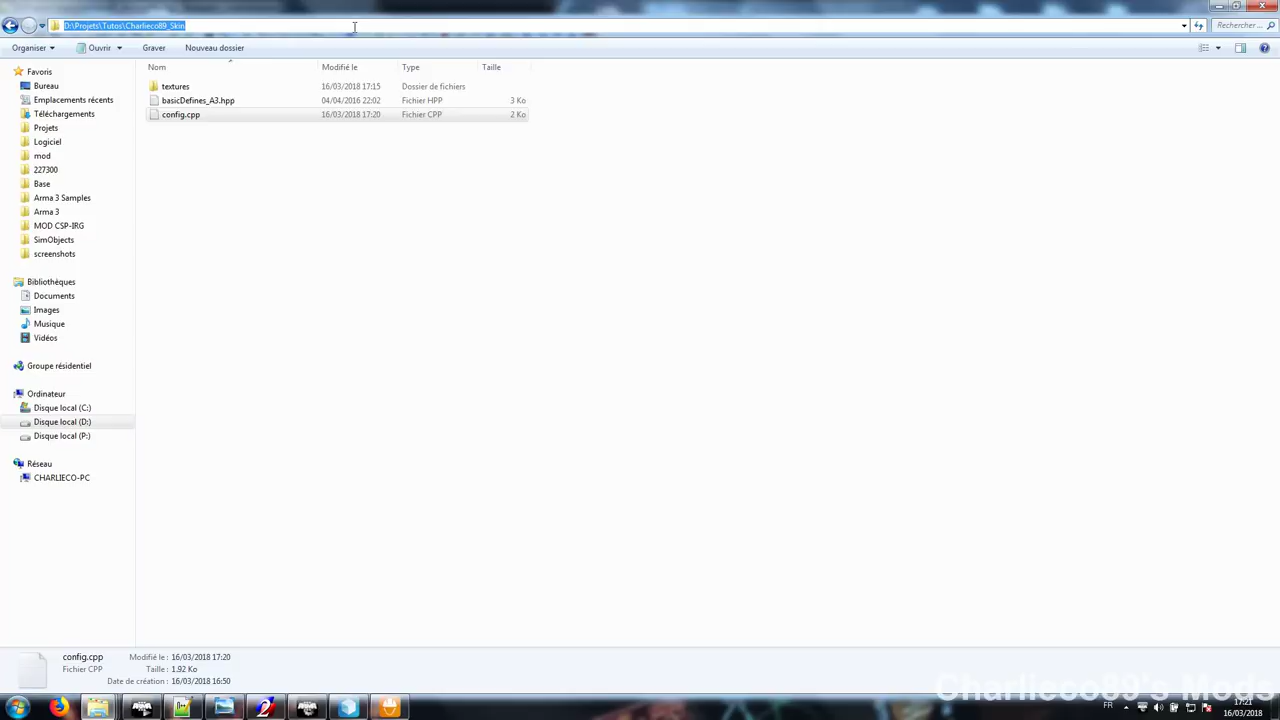 D:\Projets\Tutos\Charlieco89_Skin
Rechercher ...
Organiser
Ouvrir
Graver
Nouveau dossier
Nom
Modifié le
Type
Taille
textures
16/03/2018 17:15
Dossier de fichiers
basicDefines_A3.hpp
04/04/2016 22:02
Fichier HPP
3 Ko
config.cpp
16/03/2018 17:20
Fichier CPP
2 Ko
Favoris
Bureau
Emplacements récents
Téléchargements
Projets
Logiciel
mod
227300
Base
Arma 3 Samples
Arma 3
MOD CSP-IRG
SimObjects
screenshots
Bibliothèques
Documents
Images
Musique
Vidéos
Groupe résidentiel
Ordinateur
Disque local (C:)
Disque local (D:)
Disque local (P:)
Réseau
CHARLIECO-PC
config.cpp
Modifié le : 16/03/2018 17:20
Fichier CPP
Taille : 1.92 Ko
Date de création : 16/03/2018 16:50
Charlieco89's Mods
FR
17:21
16/03/2018